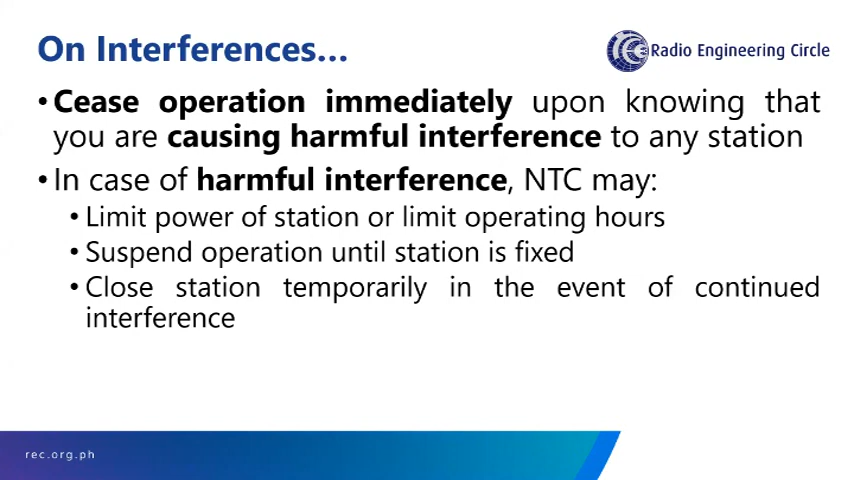 On Interferences...
Radio Engineering Circle
• Cease operation immediately upon knowing that
you are causing harmful interference to any station
• In case of harmful interference, NTC may:
• Limit power of station or limit operating hours
• Suspend operation until station is fixed
• Close station temporarily in the event of continued
interference
rec.org.ph